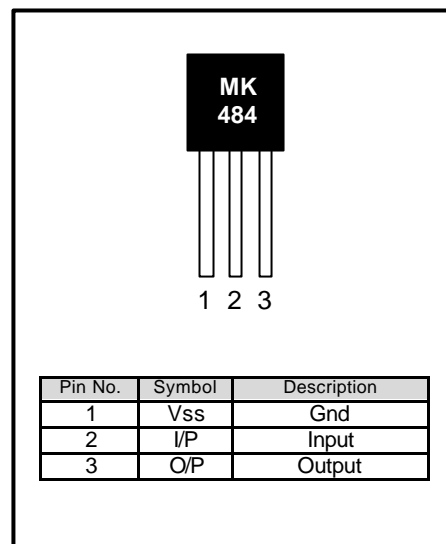 MK
484
1 2 3
Pin No. Symbol Description
1 Vss Gnd
2 I/P Input
3 O/P Output